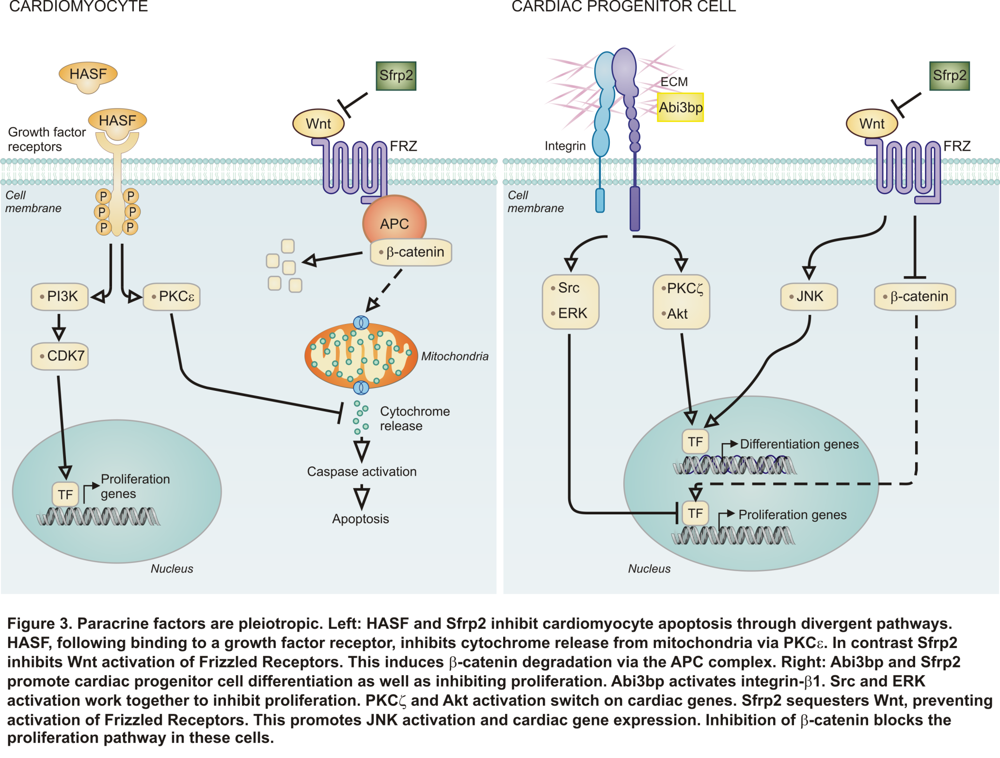 CARDIOMYOCYTE
HASF
HASF
Growth factor
receptors
Sfrp2
Wnt
FRZ
Cell
membrane
P
P
P
P
P
P
APC
• β-catenin
• PI3K
• PKCε
• CDK7
Mitochondria
Cytochrome
release
Caspase activation
Apoptosis
TF
Proliferation
genes
Nucleus
CARDIAC PROGENITOR CELL
ECM
Abi3bp
Integrin
Sfrp2
Wnt
FRZ
Cell
membrane
• Src
• ERK
• PKCζ
• Akt
• JNK
• β-catenin
TF
Differentiation genes
TF
Proliferation genes
Nucleus
Figure 3. Paracrine factors are pleiotropic. Left: HASF and Sfrp2 inhibit cardiomyocyte apoptosis through divergent pathways.
HASF, following binding to a growth factor receptor, inhibits cytochrome release from mitochondria via PKCε. In contrast Sfrp2
inhibits Wnt activation of Frizzled Receptors. This induces β-catenin degradation via the APC complex. Right: Abi3bp and Sfrp2
promote cardiac progenitor cell differentiation as well as inhibiting proliferation. Abi3bp activates integrin-β1. Src and ERK
activation work together to inhibit proliferation. PKCζ and Akt activation switch on cardiac genes. Sfrp2 sequesters Wnt, preventing
activation of Frizzled Receptors. This promotes JNK activation and cardiac gene expression. Inhibition of β-catenin blocks the
proliferation pathway in these cells.